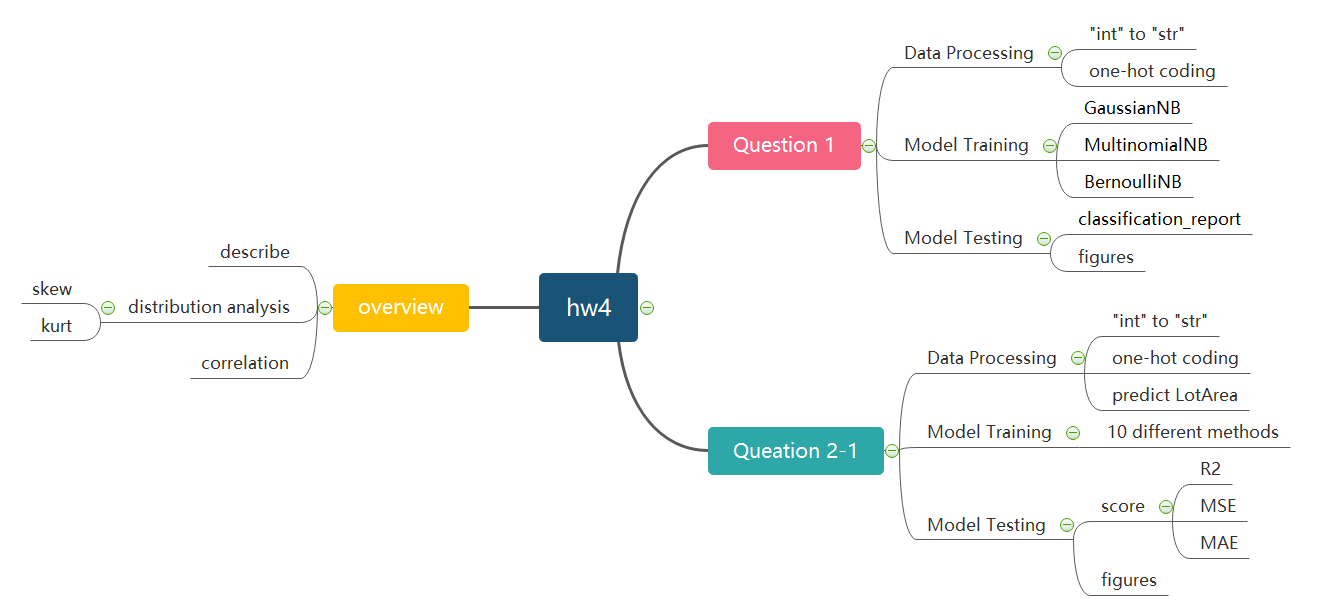 hw4
overview
describe
distribution analysis
skew
kurt
correlation
Question 1
Data Processing
"int" to "str"
one-hot coding
Model Training
GaussianNB
MultinomialNB
BernoulliNB
Model Testing
classification_report
figures
Queation 2-1
Data Processing
"int" to "str"
one-hot coding
predict LotArea
Model Training
10 different methods
Model Testing
score
R2
MSE
MAE
figures